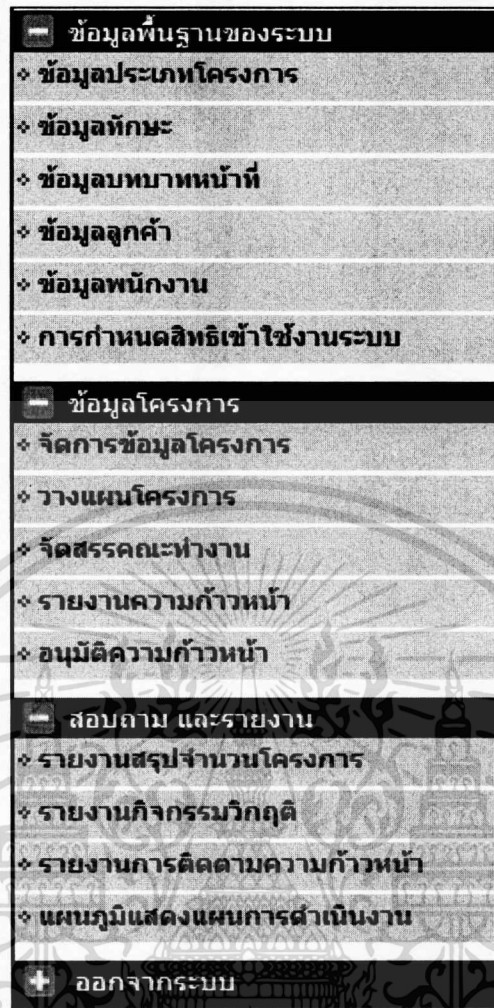 ข้อมูลพื้นฐานของระบบ
ข้อมูลประเภทโครงการ
ข้อมูลทักษะ
ข้อมูลบทบาทหน้าที่
ข้อมูลลูกค้า
ข้อมูลพนักงาน
การกำหนดสิทธิเข้าใช้งานระบบ
ข้อมูลโครงการ
จัดการข้อมูลโครงการ
วางแผนโครงการ
จัดสรรคณะทำงาน
รายงานความก้าวหน้า
อนุมัติความก้าวหน้า
สอบถาม และรายงาน
รายงานสรุปจำนวนโครงการ
รายงานกิจกรรมวิกฤติ
รายงานการติดตามความก้าวหน้า
แผนภูมิแสดงแผนการดำเนินงาน
ออกจากระบบ